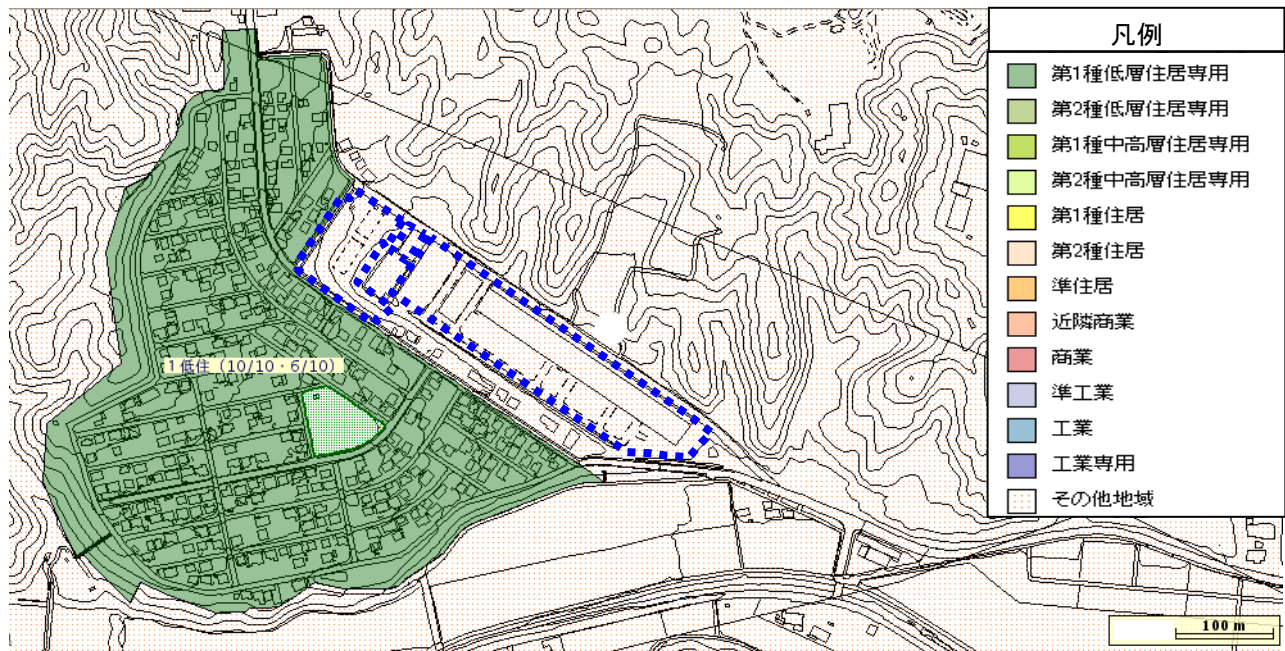 凡例
第1種低層住居専用
第2種低層住居専用
第1種中高層住居専用
第2種中高層住居専用
第1種住居
第2種住居
準住居
近隣商業
商業
準工業
工業
工業専用
その他地域
1低住（10/10・6/10）
100 m